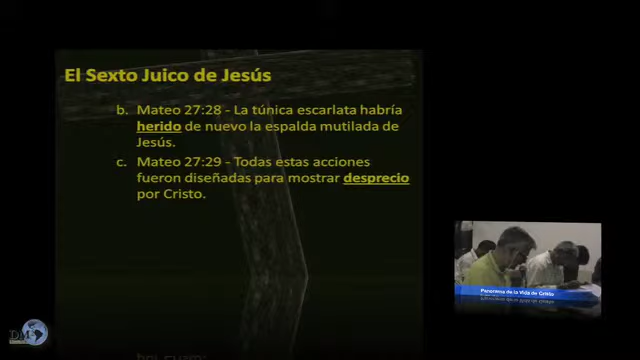 El Sexto Juico de Jesús
b. Mateo 27:28 - La túnica escarlata habría
herido de nuevo la espalda mutilada de
Jesús.
c. Mateo 27:29 - Todas estas acciones
fueron diseñadas para mostrar desprecio
por Cristo.
Panorama de la Vida de Cristo
DM